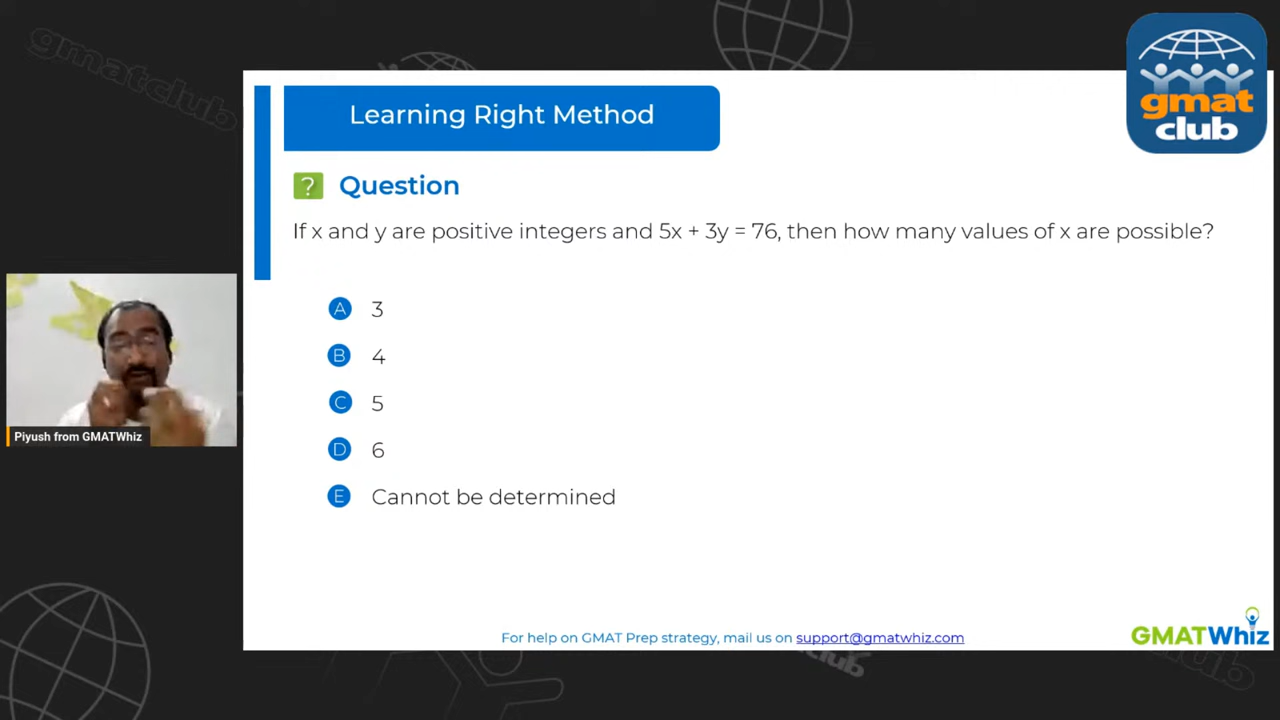 gmatclub
gmat
club
Learning Right Method
?
Question
If x and y are positive integers and 5x + 3y = 76, then how many values of x are possible?
A 3
B 4
C 5
D 6
E Cannot be determined
Piyush from GMATWhiz
For help on GMAT Prep strategy, mail us on support@gmatwhiz.com
GMATWhiz
club